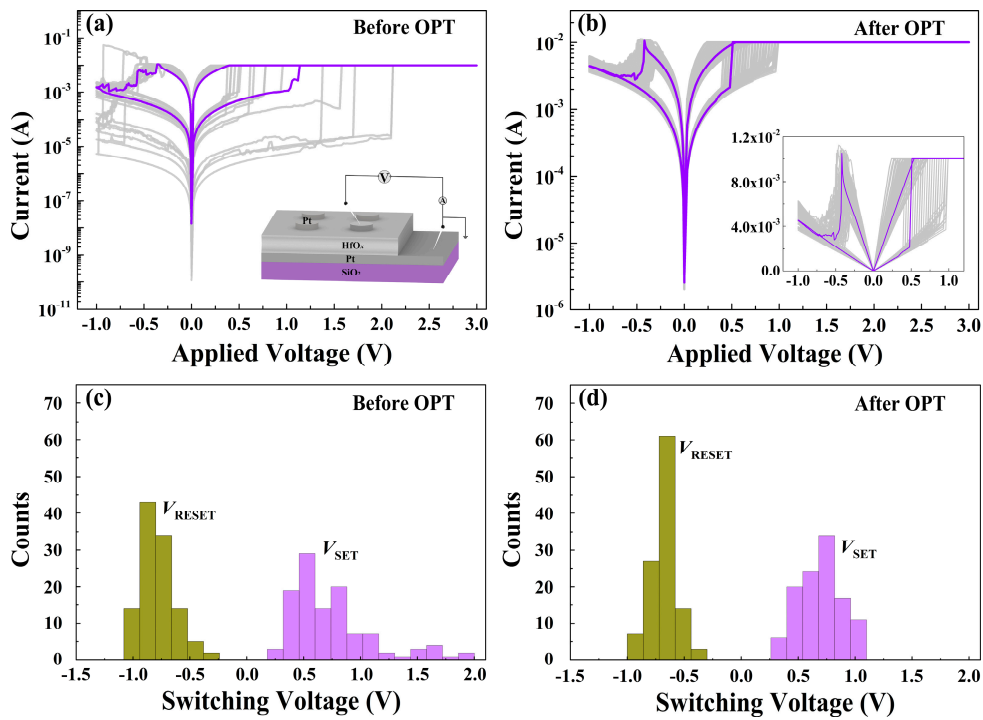 (a) Before OPT
10⁻¹
10⁻³
10⁻⁵
10⁻⁷
10⁻⁹
10⁻¹¹
Current (A)
V
A
Pt
HfOₓ
Pt
SiO₂
-1.0 -0.5 0.0 0.5 1.0 1.5 2.0 2.5 3.0
Applied Voltage (V)
(b) After OPT
10⁻²
10⁻³
10⁻⁴
10⁻⁵
10⁻⁶
Current (A)
1.2x10⁻²
8.0x10⁻³
4.0x10⁻³
0.0
-1.0 -0.5 0.0 0.5 1.0
-1.0 -0.5 0.0 0.5 1.0 1.5 2.0 2.5 3.0
Applied Voltage (V)
(c) Before OPT
70
60
50
40
30
20
10
0
Counts
V_RESET
V_SET
-1.5 -1.0 -0.5 0.0 0.5 1.0 1.5 2.0
Switching Voltage (V)
(d) After OPT
70
60
50
40
30
20
10
0
Counts
V_RESET
V_SET
-1.5 -1.0 -0.5 0.0 0.5 1.0 1.5 2.0
Switching Voltage (V)